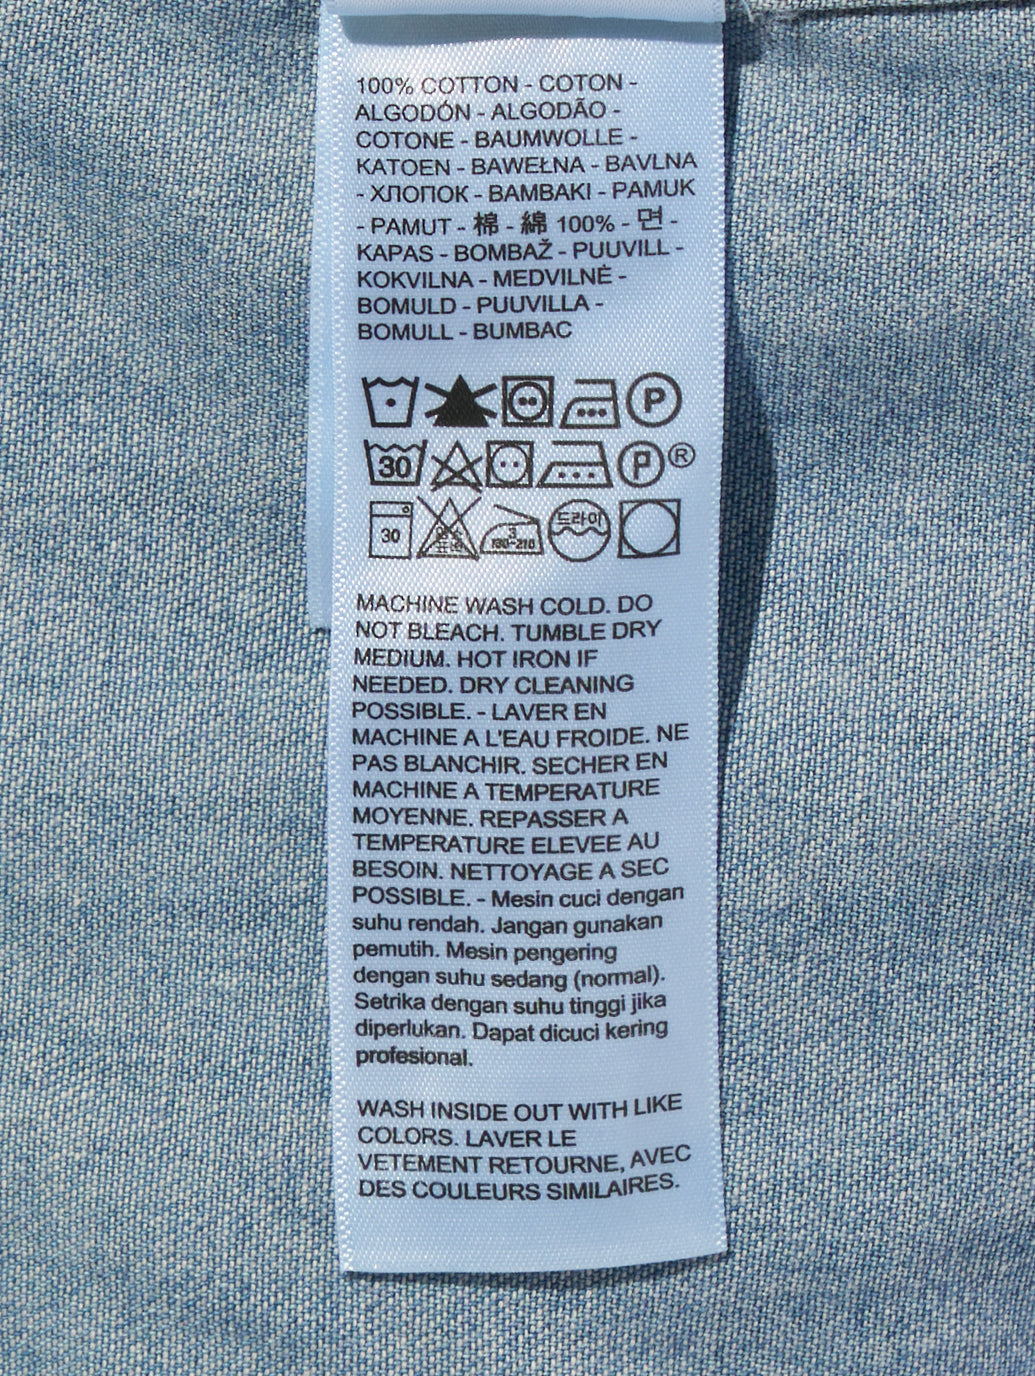 100% COTTON - COTON -
ALGODÓN - ALGODÃO -
COTONE - BAUMWOLLE -
KATOEN - BAWEŁNA - BAVLNA
- ХЛОПОК - BAMBAKI - PAMUK
- PAMUT - 棉 - 綿 100% - 면 -
KAPAS - BOMBAŽ - PUUVILL -
KOKVILNA - MEDVILNĖ -
BOMULD - PUUVILLA -
BOMULL - BUMBAC
P
30 P ®
30 3 180~210 드라이
MACHINE WASH COLD. DO
NOT BLEACH. TUMBLE DRY
MEDIUM. HOT IRON IF
NEEDED. DRY CLEANING
POSSIBLE. - LAVER EN
MACHINE A L'EAU FROIDE. NE
PAS BLANCHIR. SECHER EN
MACHINE A TEMPERATURE
MOYENNE. REPASSER A
TEMPERATURE ELEVEE AU
BESOIN. NETTOYAGE A SEC
POSSIBLE. - Mesin cuci dengan
suhu rendah. Jangan gunakan
pemutih. Mesin pengering
dengan suhu sedang (normal).
Setrika dengan suhu tinggi jika
diperlukan. Dapat dicuci kering
profesional.
WASH INSIDE OUT WITH LIKE
COLORS. LAVER LE
VETEMENT RETOURNE, AVEC
DES COULEURS SIMILAIRES.